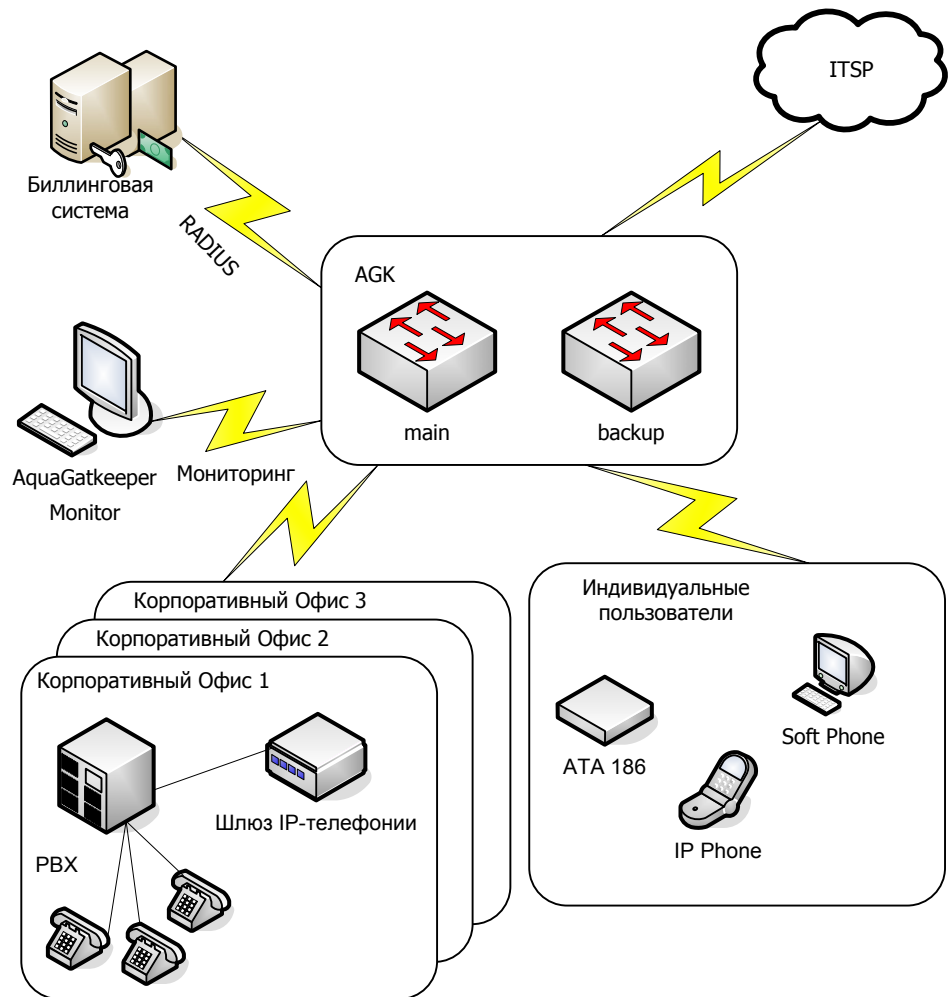 ITSP
Биллинговая
система
RADIUS
AGK
main
backup
AquaGatkeeper
Monitor
Мониторинг
Корпоративный Офис 3
Корпоративный Офис 2
Корпоративный Офис 1
PBX
Шлюз IP-телефонии
Индивидуальные
пользователи
ATA 186
Soft Phone
IP Phone